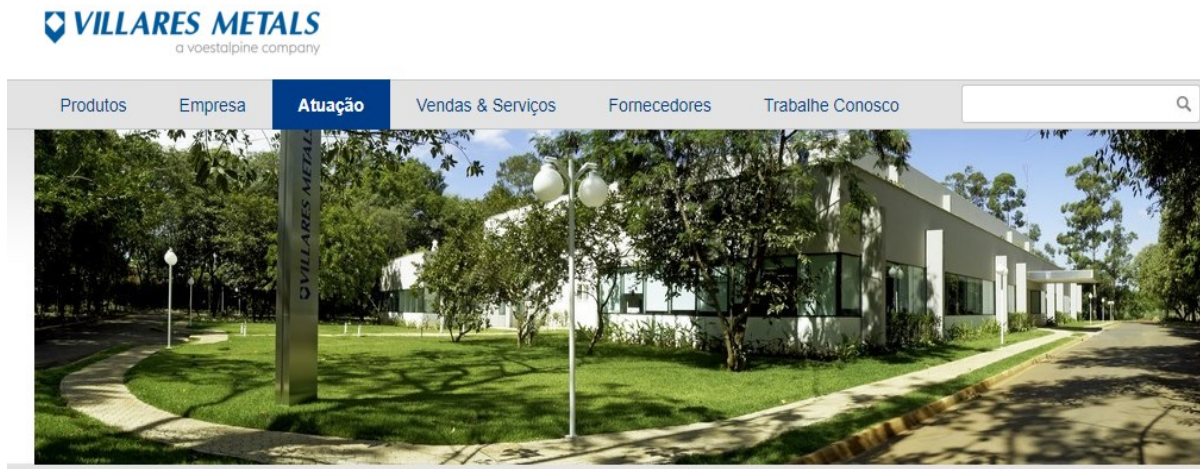 VILLARES METALS
a voestalpine company
Produtos Empresa Atuação Vendas & Serviços Fornecedores Trabalhe Conosco
VILLARES METALS